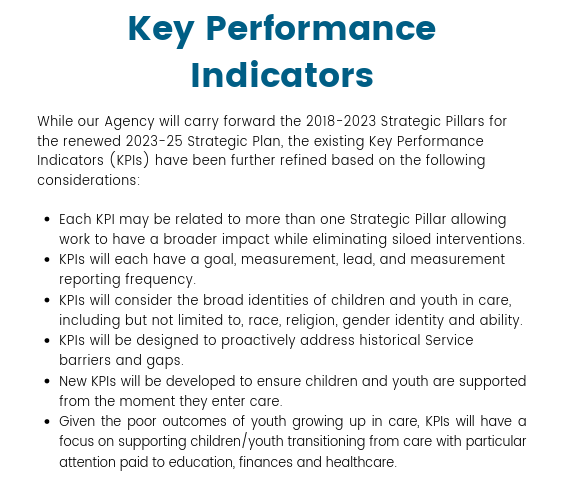 Key Performance
Indicators
While our Agency will carry forward the 2018-2023 Strategic Pillars for
the renewed 2023-25 Strategic Plan, the existing Key Performance
Indicators (KPIs) have been further refined based on the following
considerations:
• Each KPI may be related to more than one Strategic Pillar allowing
work to have a broader impact while eliminating siloed interventions.
• KPIs will each have a goal, measurement, lead, and measurement
reporting frequency.
• KPIs will consider the broad identities of children and youth in care,
including but not limited to, race, religion, gender identity and ability.
• KPIs will be designed to proactively address historical Service
barriers and gaps.
• New KPIs will be developed to ensure children and youth are supported
from the moment they enter care.
• Given the poor outcomes of youth growing up in care, KPIs will have a
focus on supporting children/youth transitioning from care with particular
attention paid to education, finances and healthcare.